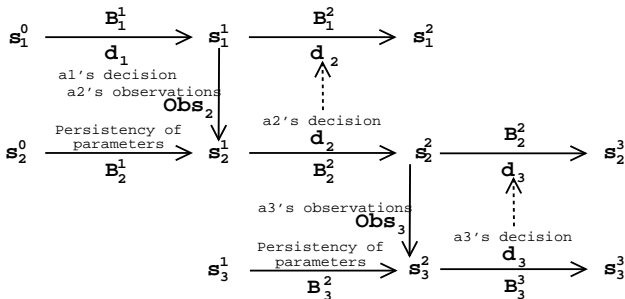 B₁¹ B₁²
s₁⁰ s₁¹ s₁²
d₁ d₂
a1's decision
a2's observations
Obs₂
a2's decision
Persistency of
parameters
d₂ B₂²
s₂⁰ s₂¹ s₂² s₂³
B₂¹ B₂² d₃
a3's observations
Obs₃
a3's decision
Persistency of
parameters
d₃
s₃¹ s₃² s₃³
B₃² B₃³